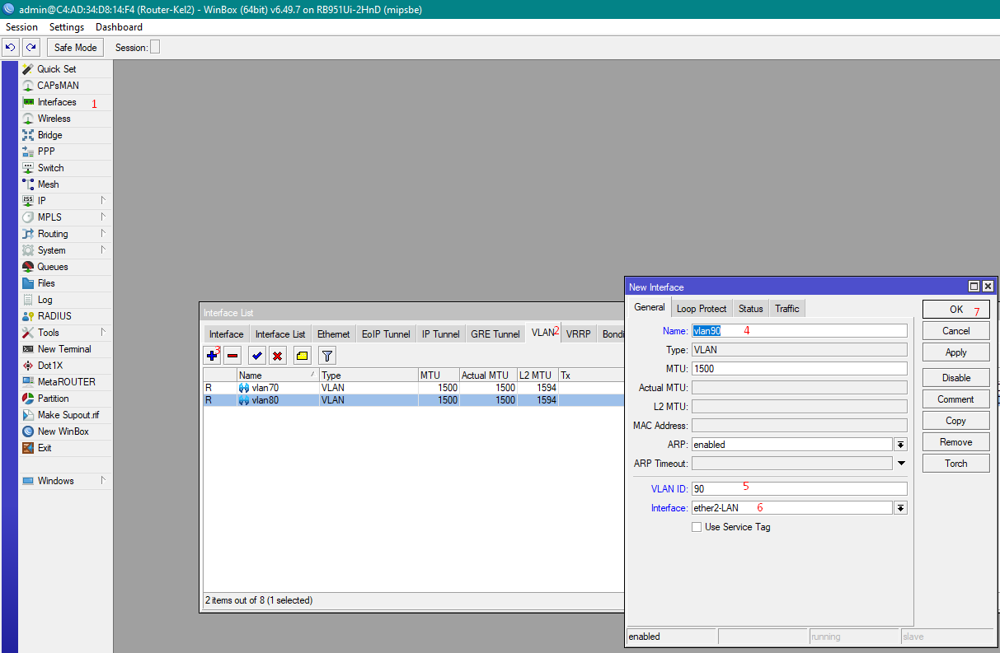 admin@C4:AD:34:D8:14:F4 (Router-Kel2) - WinBox (64bit) v6.49.7 on RB951Ui-2HnD (mipsbe)
Session Settings Dashboard
Safe Mode Session:
Quick Set
CAPsMAN
Interfaces 1
Wireless
Bridge
PPP
Switch
Mesh
255 IP
MPLS
Routing
System
Queues
Files
Log
RADIUS
Tools
New Terminal
Dot1X
MetaROUTER
Partition
Make Supout.rif
New WinBox
Exit
Windows
Interface List
Interface Interface List Ethernet EoIP Tunnel IP Tunnel GRE Tunnel VLAN 2 VRRP Bondi
3
Name Type MTU Actual MTU L2 MTU Tx
R vlan70 VLAN 1500 1500 1594
R vlan80 VLAN 1500 1500 1594
2 items out of 8 (1 selected)
New Interface
General Loop Protect Status Traffic
Name: vlan90 4
Type: VLAN
MTU: 1500
Actual MTU:
L2 MTU:
MAC Address:
ARP: enabled
ARP Timeout:
VLAN ID: 90 5
Interface: ether2-LAN 6
Use Service Tag
OK 7
Cancel
Apply
Disable
Comment
Copy
Remove
Torch
enabled running slave